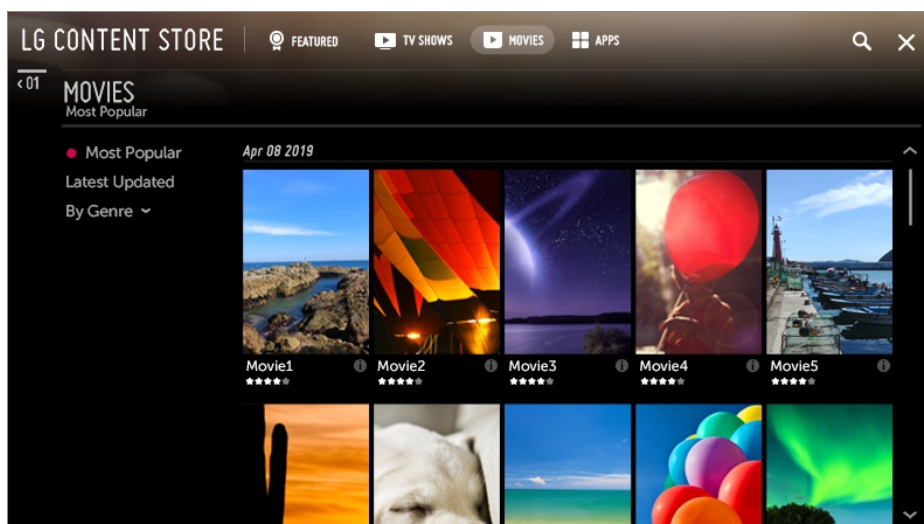 LG CONTENT STORE
FEATURED
TV SHOWS
MOVIES
APPS
<01
MOVIES
Most Popular
Most Popular
Latest Updated
By Genre
Apr 08 2019
Movie1
Movie2
Movie3
Movie4
Movie5